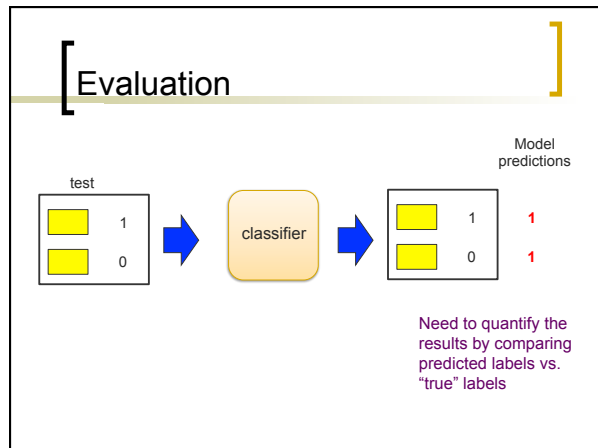 Evaluation
Model
predictions
test
1
0
classifier
1 1
0 1
Need to quantify the
results by comparing
predicted labels vs.
“true” labels